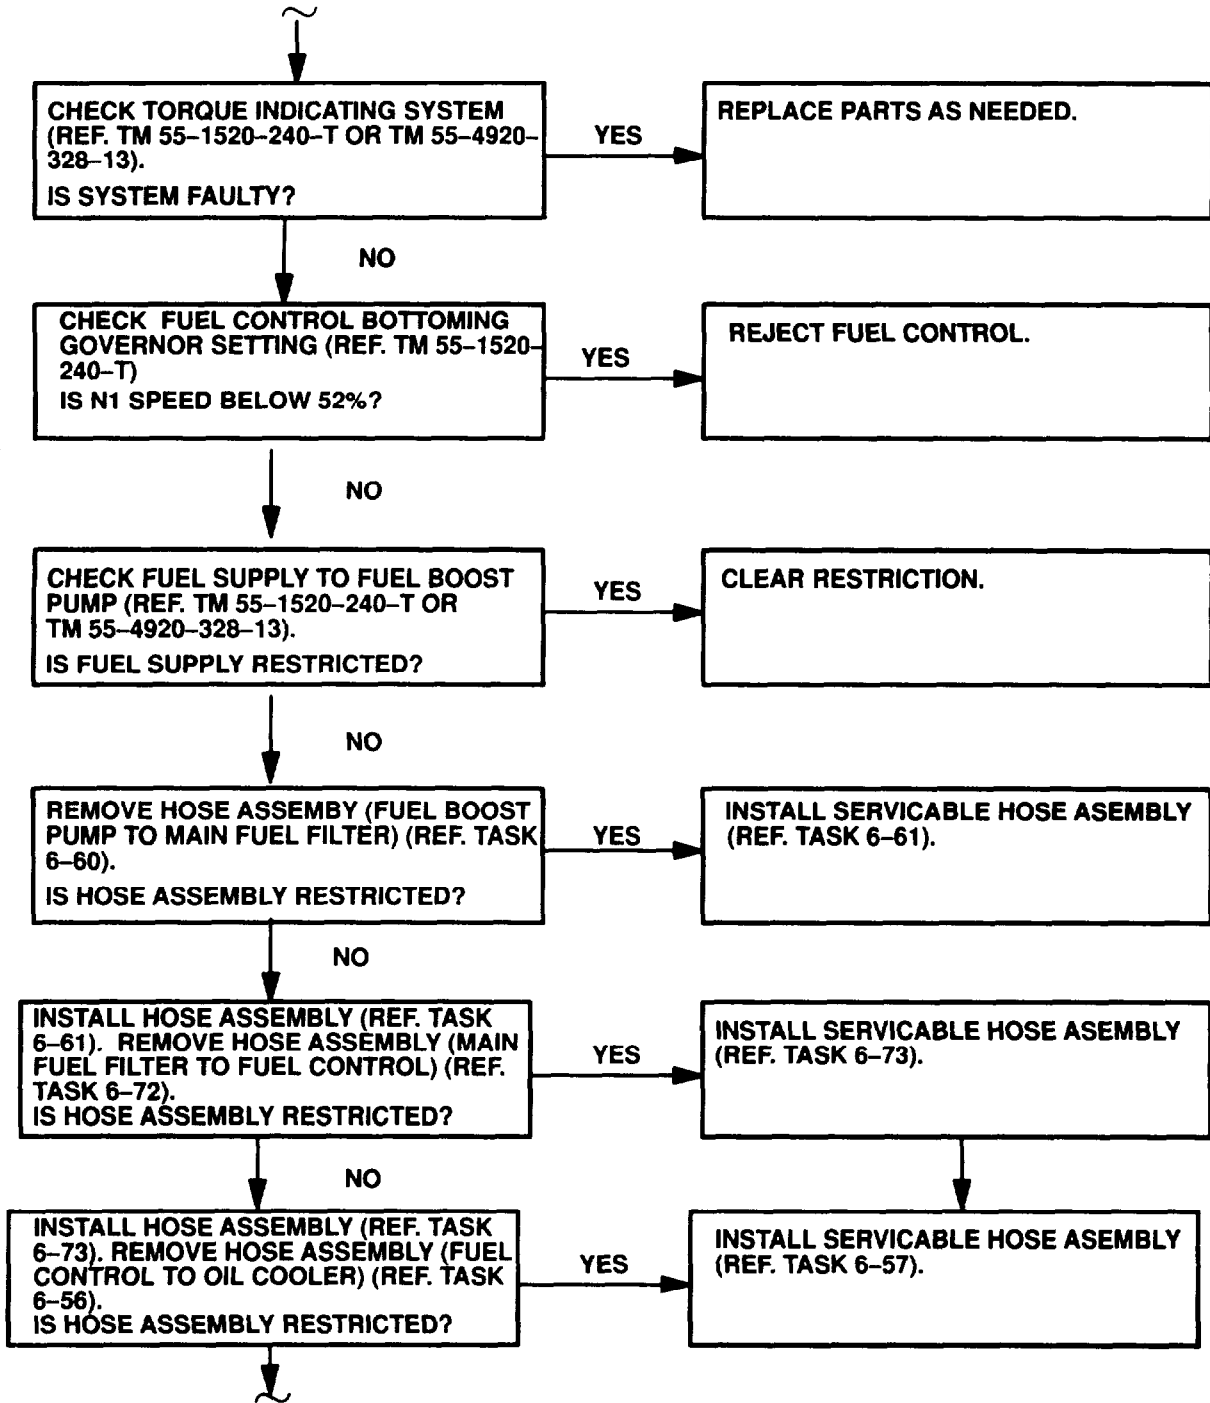 CHECK TORQUE INDICATING SYSTEM
(REF. TM 55–1520–240–T OR TM 55–4920–
328–13).
IS SYSTEM FAULTY?
YES
REPLACE PARTS AS NEEDED.
NO
CHECK FUEL CONTROL BOTTOMING
GOVERNOR SETTING (REF. TM 55–1520–
240–T)
IS N1 SPEED BELOW 52%?
YES
REJECT FUEL CONTROL.
NO
CHECK FUEL SUPPLY TO FUEL BOOST
PUMP (REF. TM 55–1520–240–T OR
TM 55–4920–328–13).
IS FUEL SUPPLY RESTRICTED?
YES
CLEAR RESTRICTION.
NO
REMOVE HOSE ASSEMBY (FUEL BOOST
PUMP TO MAIN FUEL FILTER) (REF. TASK
6–60).
IS HOSE ASSEMBLY RESTRICTED?
YES
INSTALL SERVICABLE HOSE ASEMBLY
(REF. TASK 6–61).
NO
INSTALL HOSE ASSEMBLY (REF. TASK
6–61). REMOVE HOSE ASSEMBLY (MAIN
FUEL FILTER TO FUEL CONTROL) (REF.
TASK 6–72).
IS HOSE ASSEMBLY RESTRICTED?
YES
INSTALL SERVICABLE HOSE ASEMBLY
(REF. TASK 6–73).
NO
INSTALL HOSE ASSEMBLY (REF. TASK
6–73). REMOVE HOSE ASSEMBLY (FUEL
CONTROL TO OIL COOLER) (REF. TASK
6–56).
IS HOSE ASSEMBLY RESTRICTED?
YES
INSTALL SERVICABLE HOSE ASEMBLY
(REF. TASK 6–57).